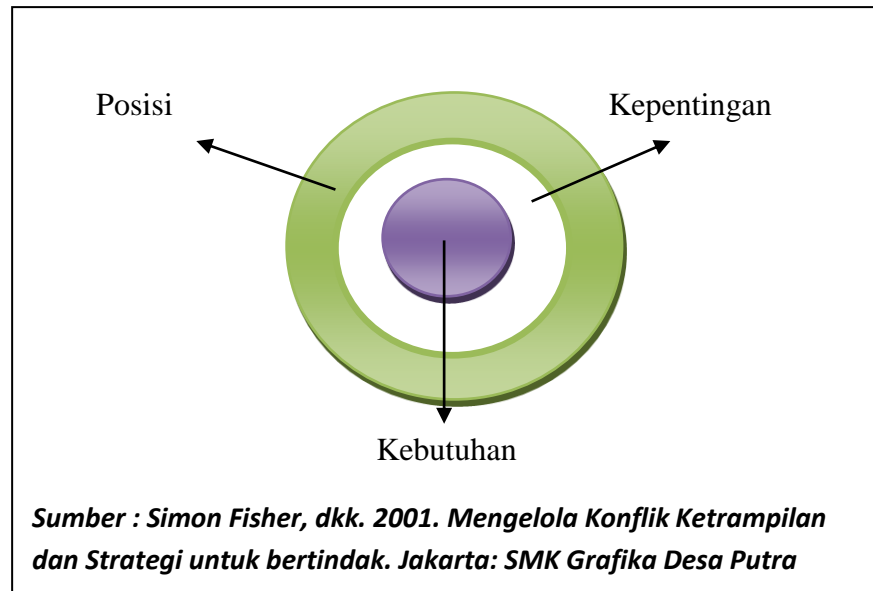 Posisi
Kepentingan
Kebutuhan
Sumber : Simon Fisher, dkk. 2001. Mengelola Konflik Ketrampilan
dan Strategi untuk bertindak. Jakarta: SMK Grafika Desa Putra